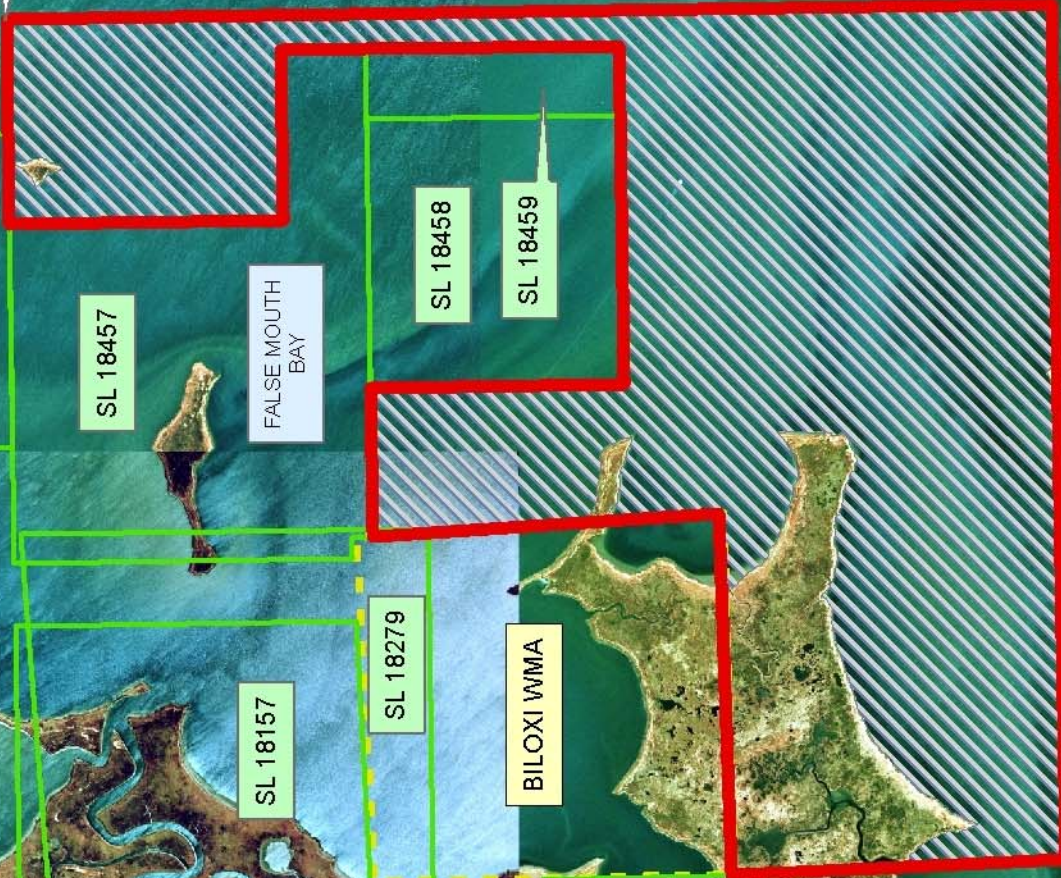 SL 18457
FALSE MOUTH
BAY
SL 18458
SL 18459
SL 18157
SL 18279
BILOXI WMA